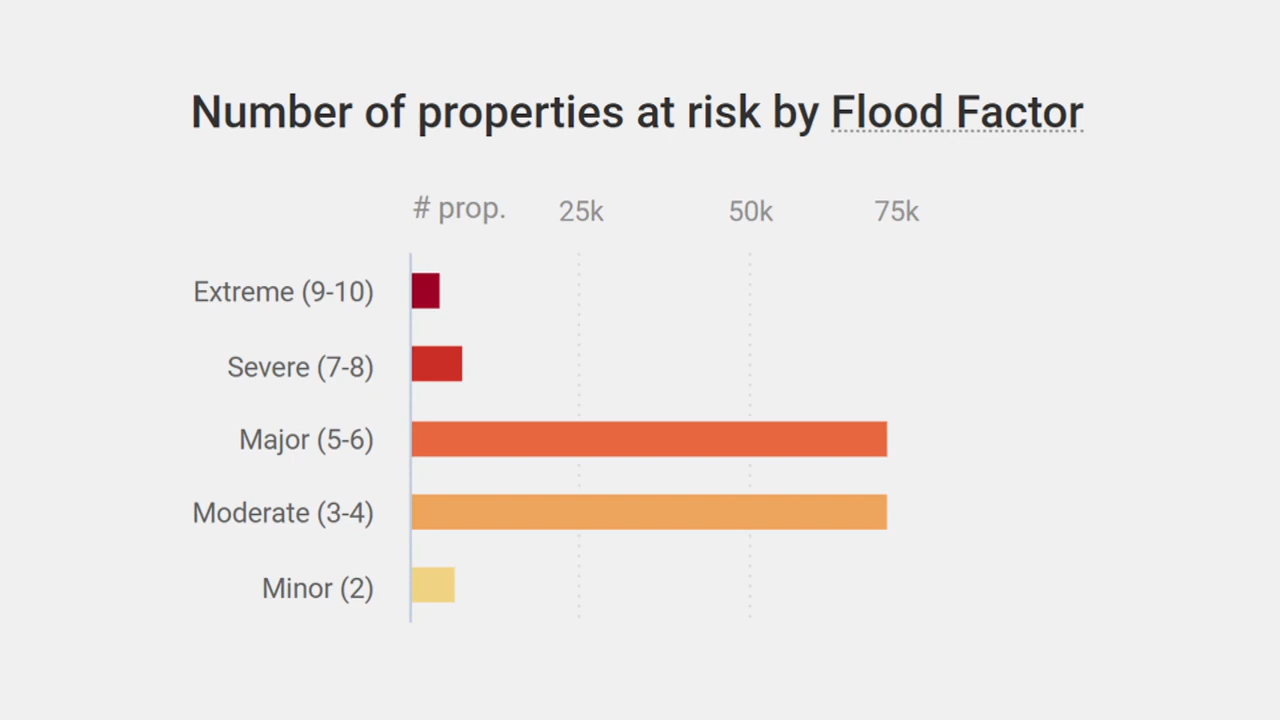 Number of properties at risk by Flood Factor
# prop. 25k 50k 75k
Extreme (9-10)
Severe (7-8)
Major (5-6)
Moderate (3-4)
Minor (2)